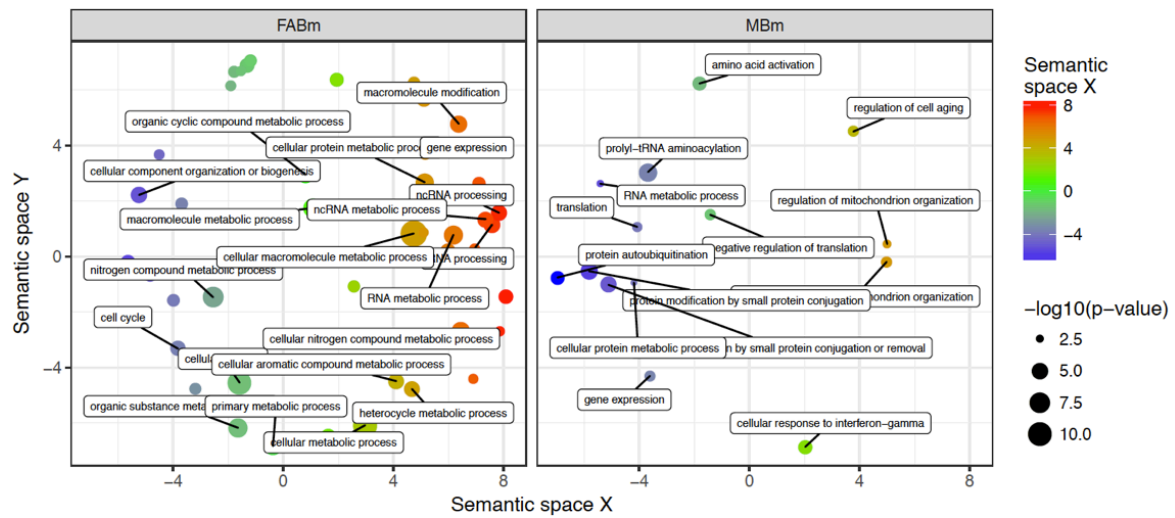 FABm
MBm
macromolecule modification
organic cyclic compound metabolic process
cellular protein metabolic proc
gene expression
cellular component organization or biogenesis
ncRNA processing
macromolecule metabolic process
ncRNA metabolic process
cellular macromolecule metabolic process
NA processing
nitrogen compound metabolic process
RNA metabolic process
cell cycle
cellular nitrogen compound metabolic process
cellular
cellular aromatic compound metabolic process
organic substance meta
primary metabolic process
heterocycle metabolic process
cellular metabolic process
amino acid activation
regulation of cell aging
prolyl−tRNA aminoacylation
RNA metabolic process
regulation of mitochondrion organization
translation
negative regulation of translation
protein autoubiquitination
protein modification by small protein conjugation
hondrion organization
cellular protein metabolic process
n by small protein conjugation or removal
gene expression
cellular response to interferon−gamma
4
0
−4
−4
0
4
8
−4
0
4
8
Semantic space Y
Semantic space X
Semantic
space X
8
4
0
−4
−log10(p−value)
2.5
5.0
7.5
10.0